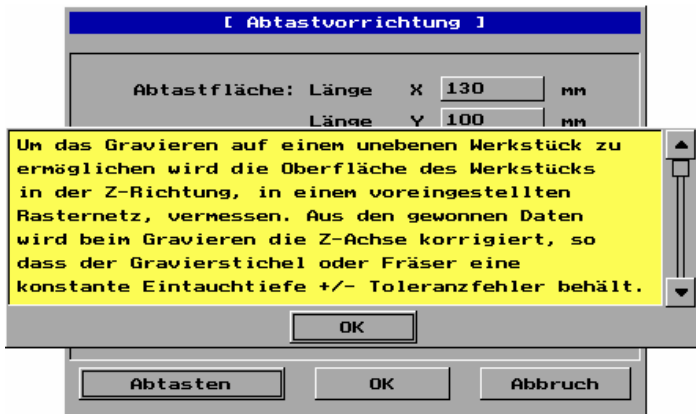 [ Abtastvorrichtung ]
Abtastfläche: Länge X 130 mm
Länge Y 100 mm
Um das Gravieren auf einem unebenen Werkstück zu
ermöglichen wird die Oberfläche des Werkstücks
in der Z-Richtung, in einem voreingestellten
Rasternetz, vermessen. Aus den gewonnen Daten
wird beim Gravieren die Z-Achse korrigiert, so
dass der Gravierstichel oder Fräser eine
konstante Eintauchtiefe +/- Toleranzfehler behält.
OK
Abtasten OK Abbruch